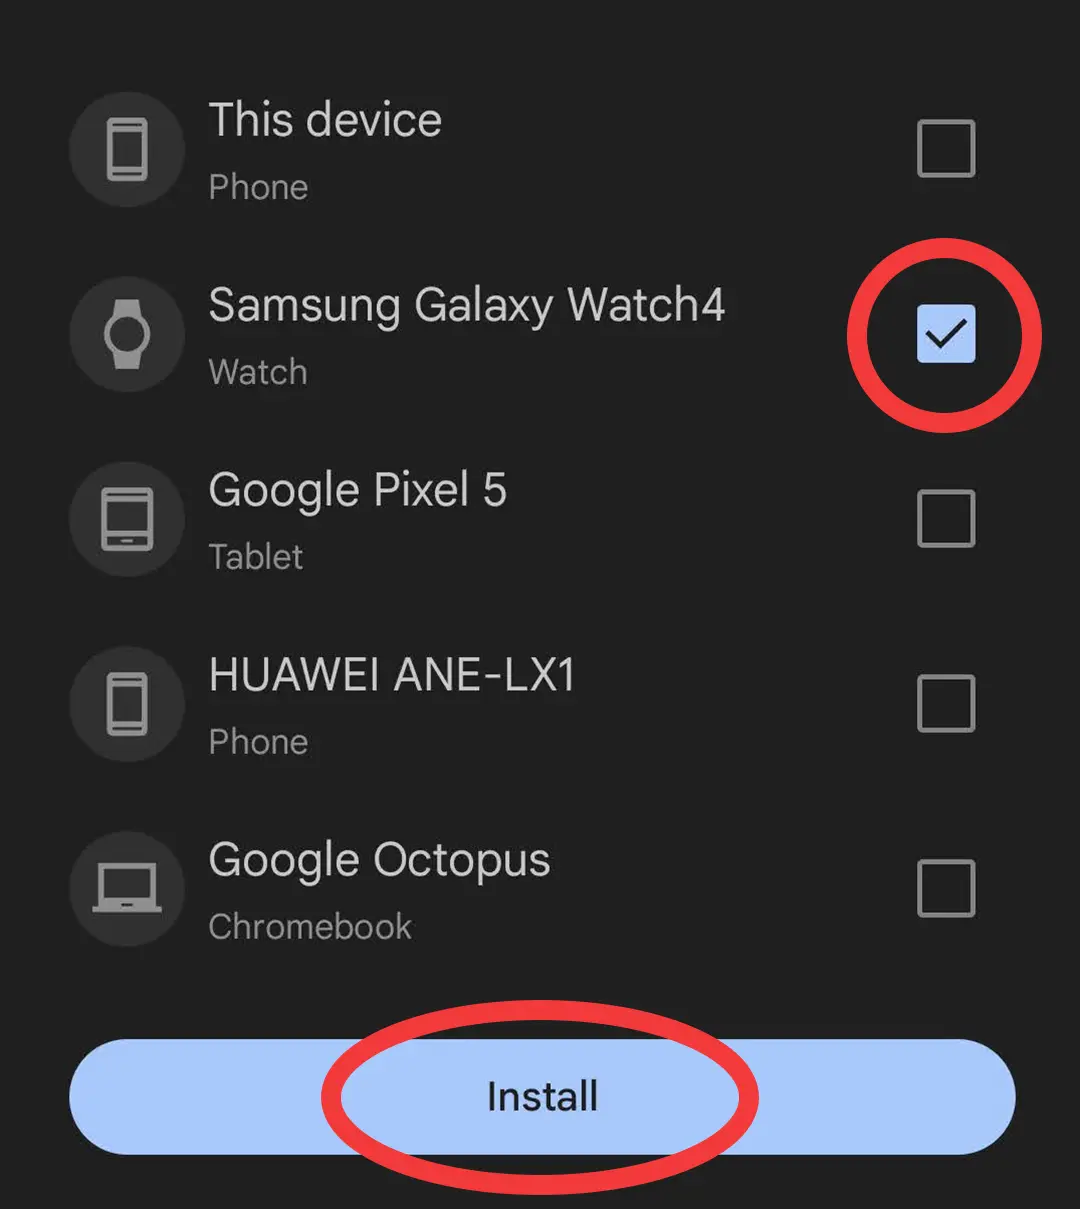 This device
Phone
Samsung Galaxy Watch4
Watch
Google Pixel 5
Tablet
HUAWEI ANE-LX1
Phone
Google Octopus
Chromebook
Install